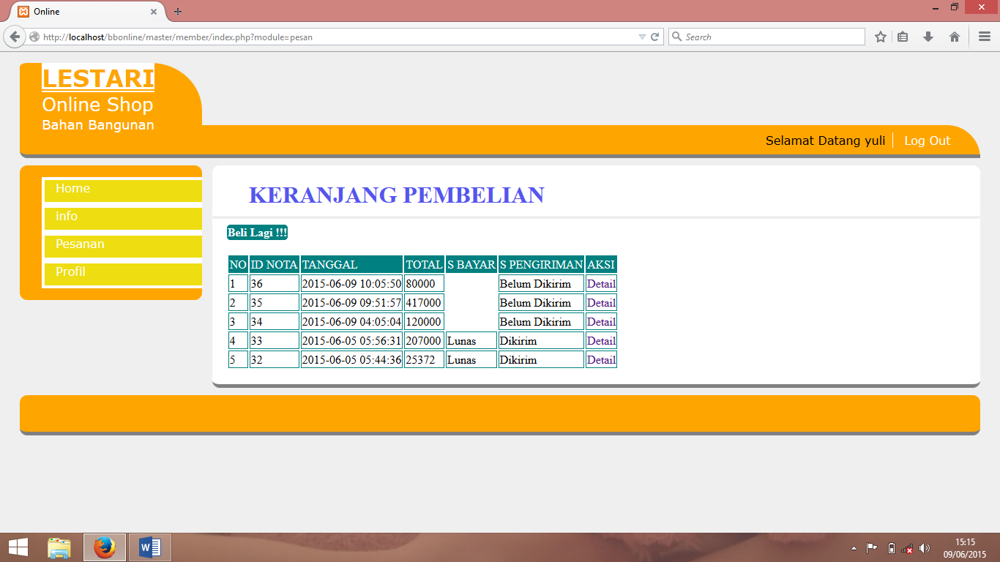 Online
http://localhost/bbonline/master/member/index.php?module=pesan
Search
LESTARI
Online Shop
Bahan Bangunan
Selamat Datang yuli
Log Out
Home
info
Pesanan
Profil
KERANJANG PEMBELIAN
Beli Lagi !!!
NO ID NOTA TANGGAL TOTAL S BAYAR S PENGIRIMAN AKSI
1 36 2015-06-09 10:05:50 80000 Belum Dikirim Detail
2 35 2015-06-09 09:51:57 417000 Belum Dikirim Detail
3 34 2015-06-09 04:05:04 120000 Belum Dikirim Detail
4 33 2015-06-05 05:56:31 207000 Lunas Dikirim Detail
5 32 2015-06-05 05:44:36 25372 Lunas Dikirim Detail
15:15
09/06/2015